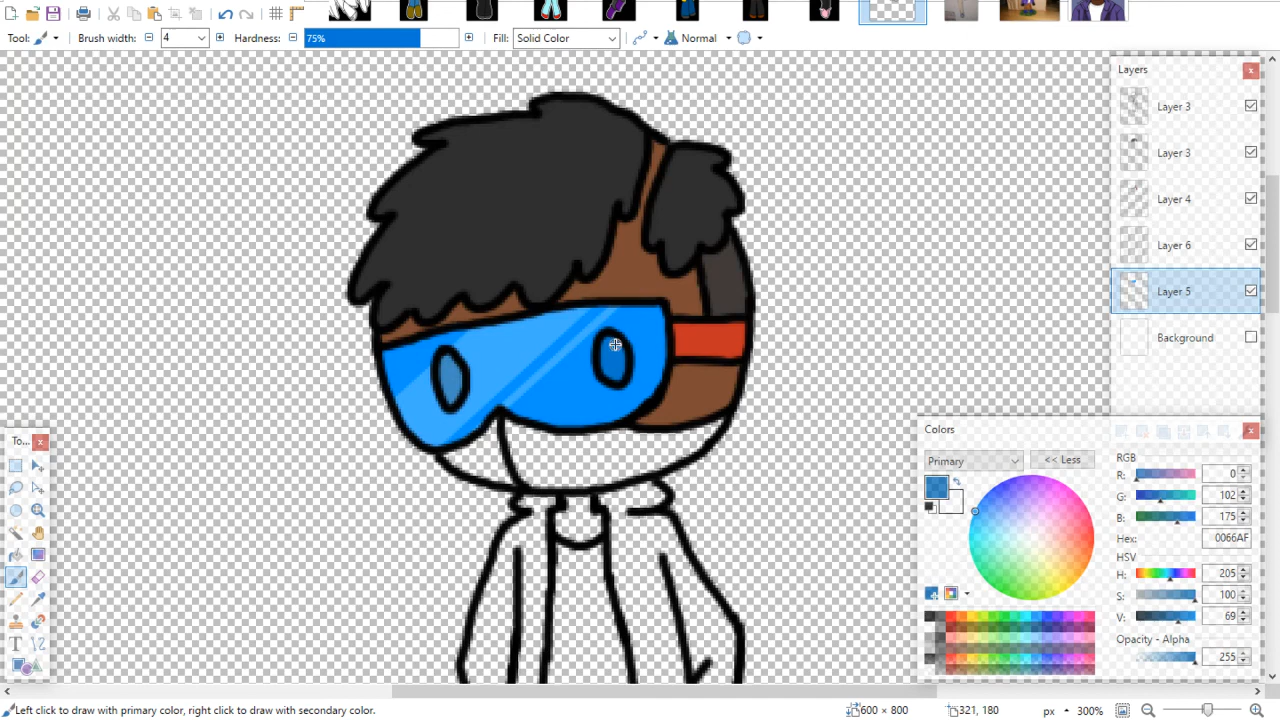 Tool:
Brush width:
4
Hardness:
75%
Fill:
Solid Color
Normal
Layers
Layer 3
Layer 3
Layer 4
Layer 6
Layer 5
Background
To...
Colors
Primary
<< Less
RGB
R:
0
G:
102
B:
175
Hex:
0066AF
HSV
H:
205
S:
100
V:
69
Opacity - Alpha
255
Left click to draw with primary color, right click to draw with secondary color.
600 × 800
321, 180
px
300%